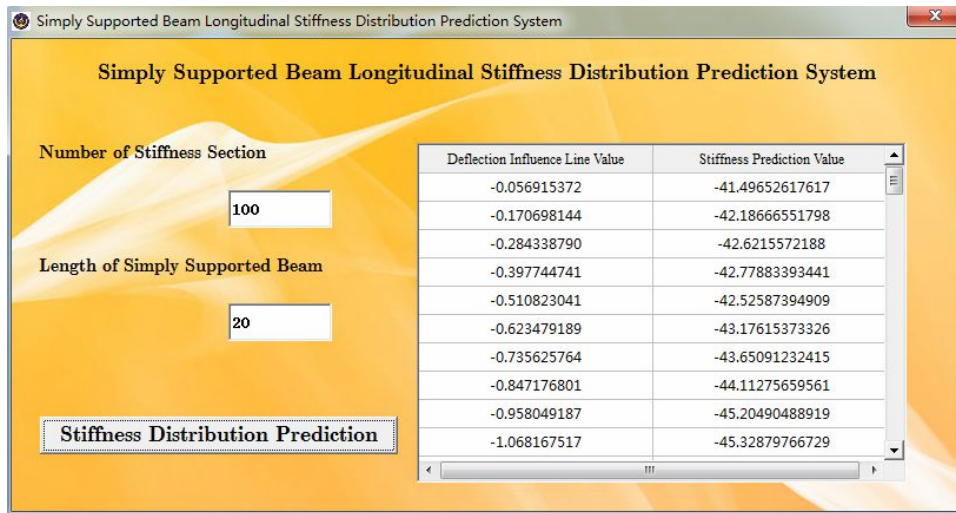 Simply Supported Beam Longitudinal Stiffness Distribution Prediction System
Simply Supported Beam Longitudinal Stiffness Distribution Prediction System
Number of Stiffness Section
100
Length of Simply Supported Beam
20
Stiffness Distribution Prediction
Deflection Influence Line Value Stiffness Prediction Value
-0.056915372 -41.49652617617
-0.170698144 -42.18666551798
-0.284338790 -42.6215572188
-0.397744741 -42.77883393441
-0.510823041 -42.52587394909
-0.623479189 -43.17615373326
-0.735625764 -43.65091232415
-0.847176801 -44.11275659561
-0.958049187 -45.20490488919
-1.068167517 -45.32879766729